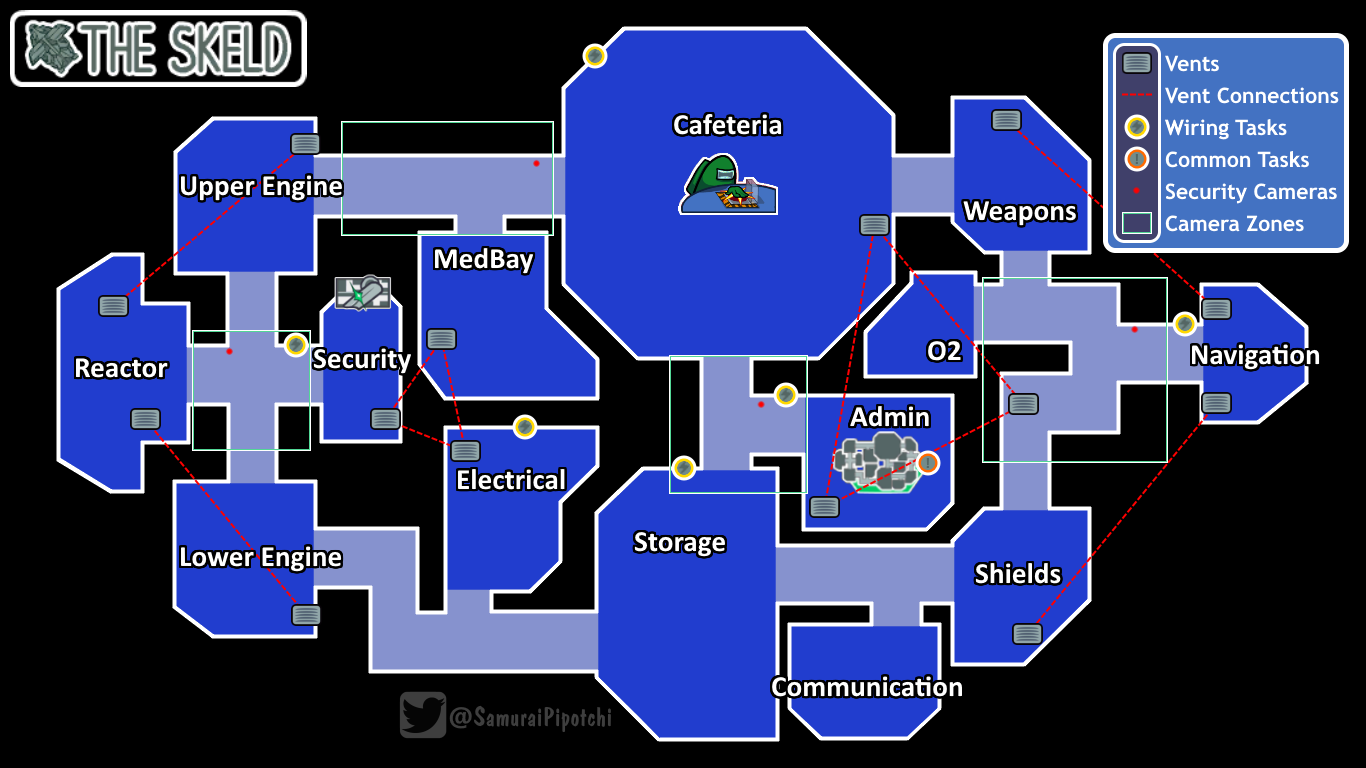 THE SKELD
Vents
Vent Connections
Wiring Tasks
Common Tasks
Security Cameras
Camera Zones
Cafeteria
Upper Engine
Weapons
MedBay
Reactor
Security
O2
Navigation
Admin
Electrical
Storage
Lower Engine
Shields
Communication
@SamuraiPipotchi